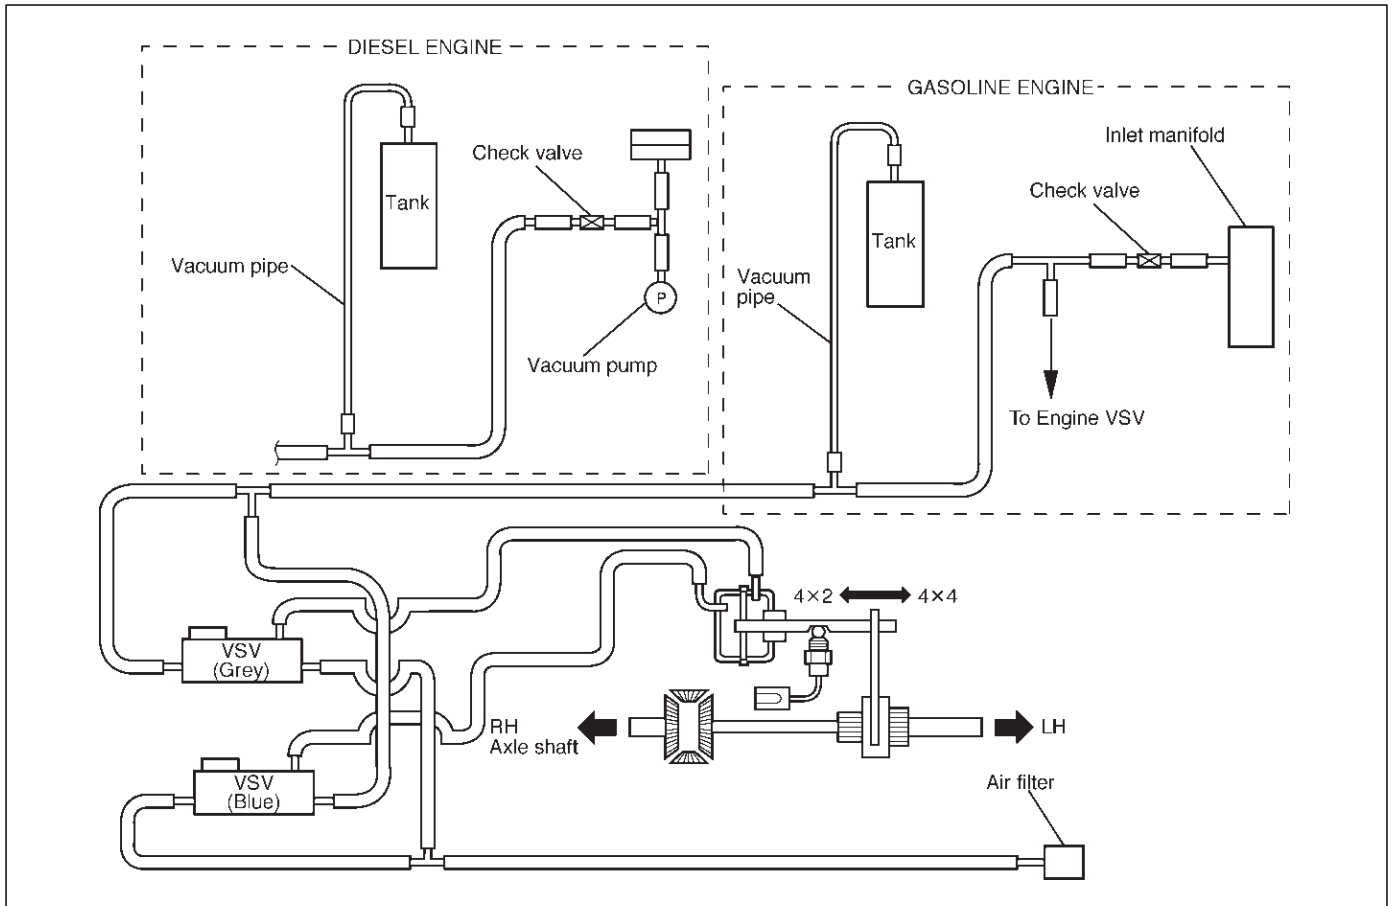 DIESEL ENGINE
GASOLINE ENGINE
Inlet manifold
Check valve
Tank
Check valve
Tank
Vacuum pipe
Vacuum
pipe
P
Vacuum pump
To Engine VSV
4×2
4×4
VSV
(Grey)
RH
Axle shaft
LH
VSV
(Blue)
Air filter